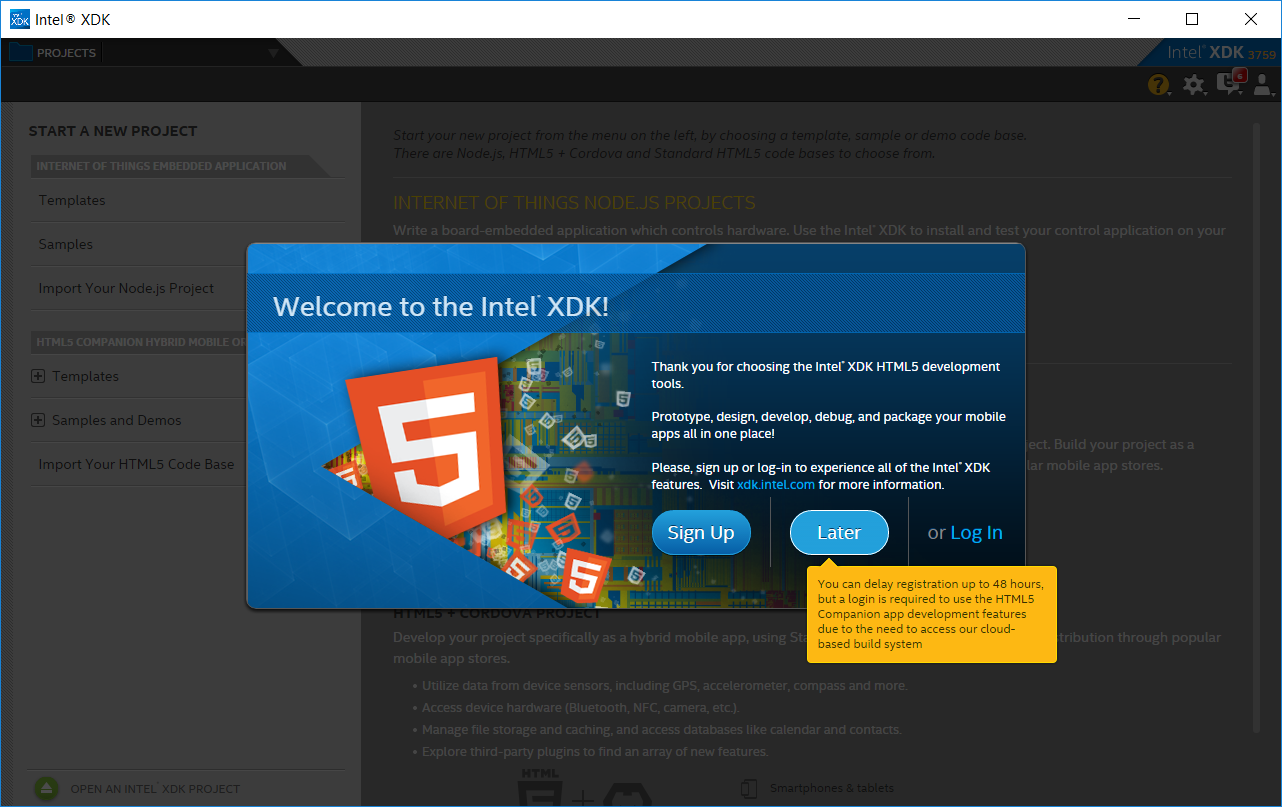 Intel® XDK
PROJECTS
Intel® XDK 3759
6
START A NEW PROJECT
INTERNET OF THINGS EMBEDDED APPLICATION
Templates
Samples
Import Your Node.js Project
HTML5 COMPANION HYBRID MOBILE OR
Templates
Samples and Demos
Import Your HTML5 Code Base
OPEN AN INTEL® XDK PROJECT
Start your new project from the menu on the left, by choosing a template, sample or demo code base.
There are Node.js, HTML5 + Cordova and Standard HTML5 code bases to choose from.
INTERNET OF THINGS NODE.JS PROJECTS
Write a board-embedded application which controls hardware. Use the Intel® XDK to install and test your control application on your
Welcome to the Intel® XDK!
Thank you for choosing the Intel® XDK HTML5 development
tools.
Prototype, design, develop, debug, and package your mobile
apps all in one place!
Please, sign up or log-in to experience all of the Intel® XDK
features. Visit xdk.intel.com for more information.
Sign Up
Later
or Log In
You can delay registration up to 48 hours,
but a login is required to use the HTML5
Companion app development features
due to the need to access our cloud-
based build system
ject. Build your project as a
lar mobile app stores.
HTML5 + CORDOVA PROJECT
Develop your project specifically as a hybrid mobile app, using Sta
stribution through popular
mobile app stores.
• Utilize data from device sensors, including GPS, accelerometer, compass and more.
• Access device hardware (Bluetooth, NFC, camera, etc.).
• Manage file storage and caching, and access databases like calendar and contacts.
• Explore third-party plugins to find an array of new features.
HTML
Smartphones & tablets